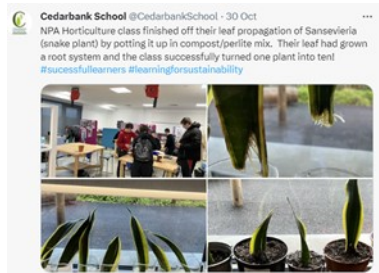 Cedarbank School @CedarbankSchool · 30 Oct
NPA Horticulture class finished off their leaf propagation of Sansevieria
(snake plant) by potting it up in compost/perlite mix. Their leaf had grown
a root system and the class successfully turned one plant into ten!
#sucessfullearners #learningforsustainability